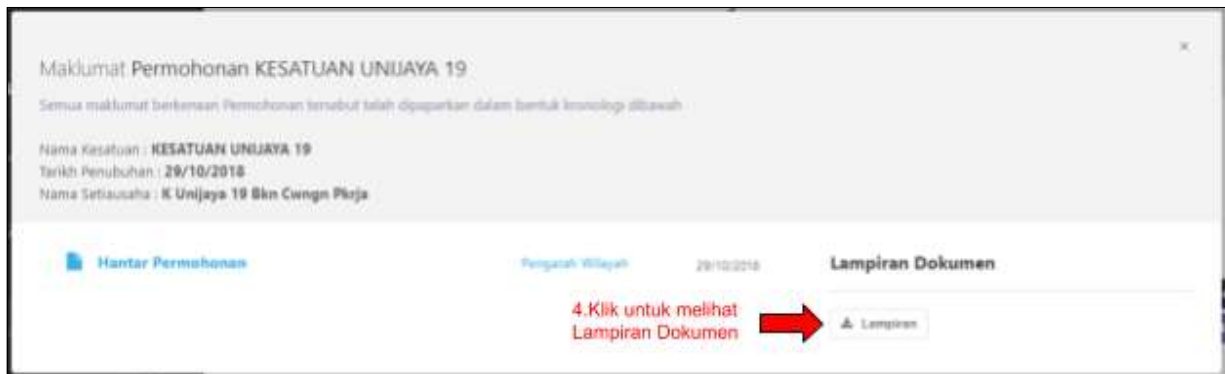 Maklumat Permohonan KESATUAN UNIJAYA 19
Semua maklumat berkenaan Permohonan tersebut telah dipaparkan dalam bentuk kronologi dibawah
Nama Kesatuan : KESATUAN UNIJAYA 19
Tarikh Penubuhan : 29/10/2018
Nama Setiausaha : K Unijaya 19 Bkn Cwngn Pkrja
Hantar Permohonan
Pengarah Wilayah
29/10/2018
Lampiran Dokumen
4.Klik untuk melihat
Lampiran Dokumen
Lampiran